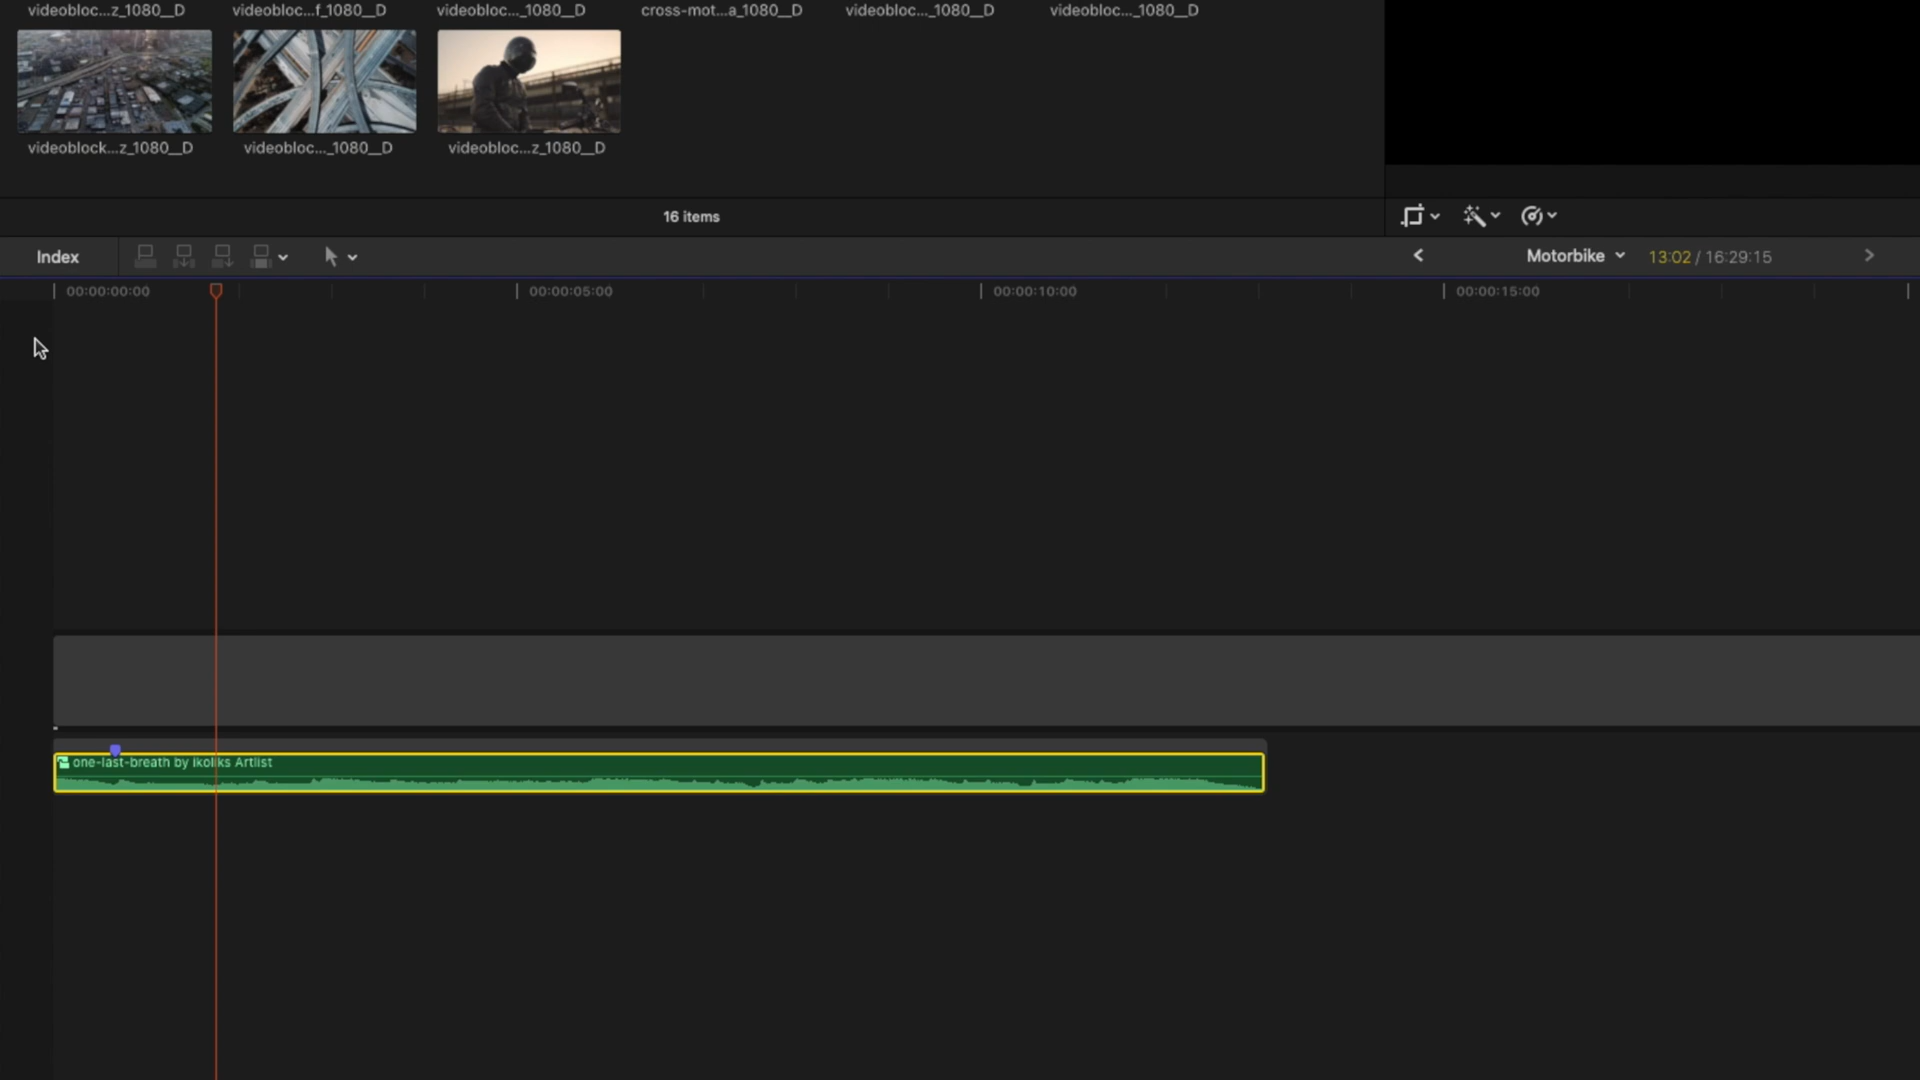 videobloc...z_1080__D videobloc...f_1080__D videobloc..._1080__D cross-mot...a_1080__D videobloc..._1080__D videobloc..._1080__D
videoblock...z_1080__D videobloc..._1080__D videobloc...z_1080__D
16 items
Index Motorbike 13:02 / 16:29:15
00:00:00:00 00:00:05:00 00:00:10:00 00:00:15:00
one-last-breath by ikoliks Artlist